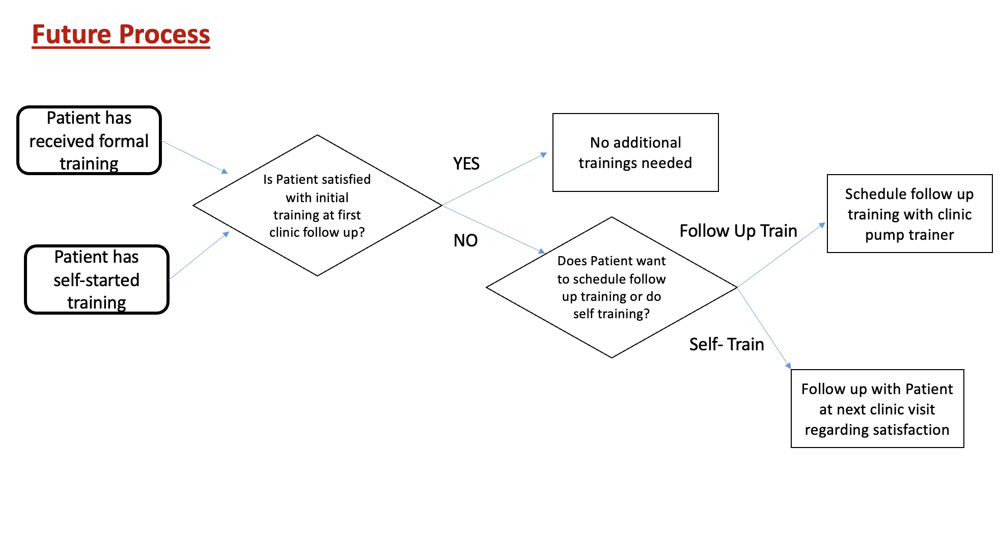 Future Process
Patient has
received formal
training
Patient has
self-started
training
Is Patient satisfied
with initial
training at first
clinic follow up?
YES
NO
No additional
trainings needed
Does Patient want
to schedule follow
up training or do
self training?
Follow Up Train
Self- Train
Schedule follow up
training with clinic
pump trainer
Follow up with Patient
at next clinic visit
regarding satisfaction